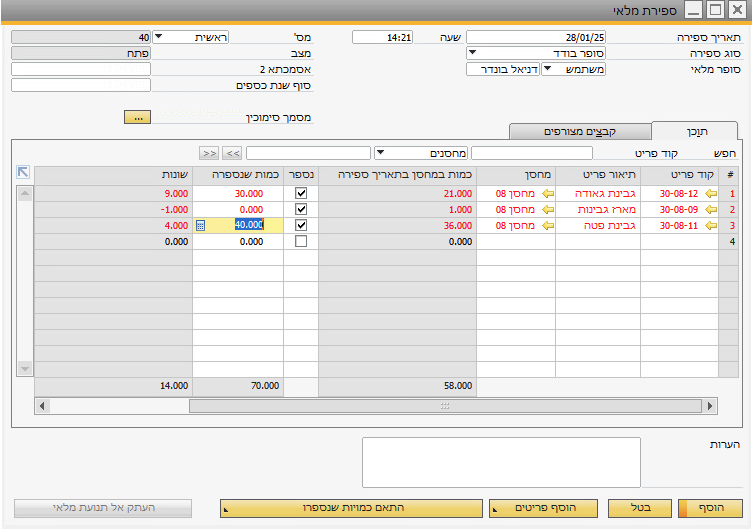 ספירת מלאי
תאריך ספירה 28/01/25 שעה 14:21 מס' ראשית 40
סוג ספירה סופר בודד מצב פתח
סופר מלאי משתמש דניאל בונדר אסמכתא 2
סוף שנת כספים
מסמך סימוכין ...
תוכן קבצים מצורפים
חפש קוד פריט מחסנים << >>
# קוד פריט תיאור פריט מחסן כמות במחסן בתאריך ספירה נספר כמות שנספרה שונות
1 30-08-12 גבינת גאודה מחסן 08 21.000 30.000 9.000
2 30-08-09 מארז גבינות מחסן 08 1.000 0.000 -1.000
3 30-08-11 גבינת פטה מחסן 08 36.000 40.000 4.000
4 0.000 0.000 0.000
58.000 70.000 14.000
הערות
הוסף בטל הוסף פריטים התאם כמויות שנספרו העתק אל תנועת מלאי